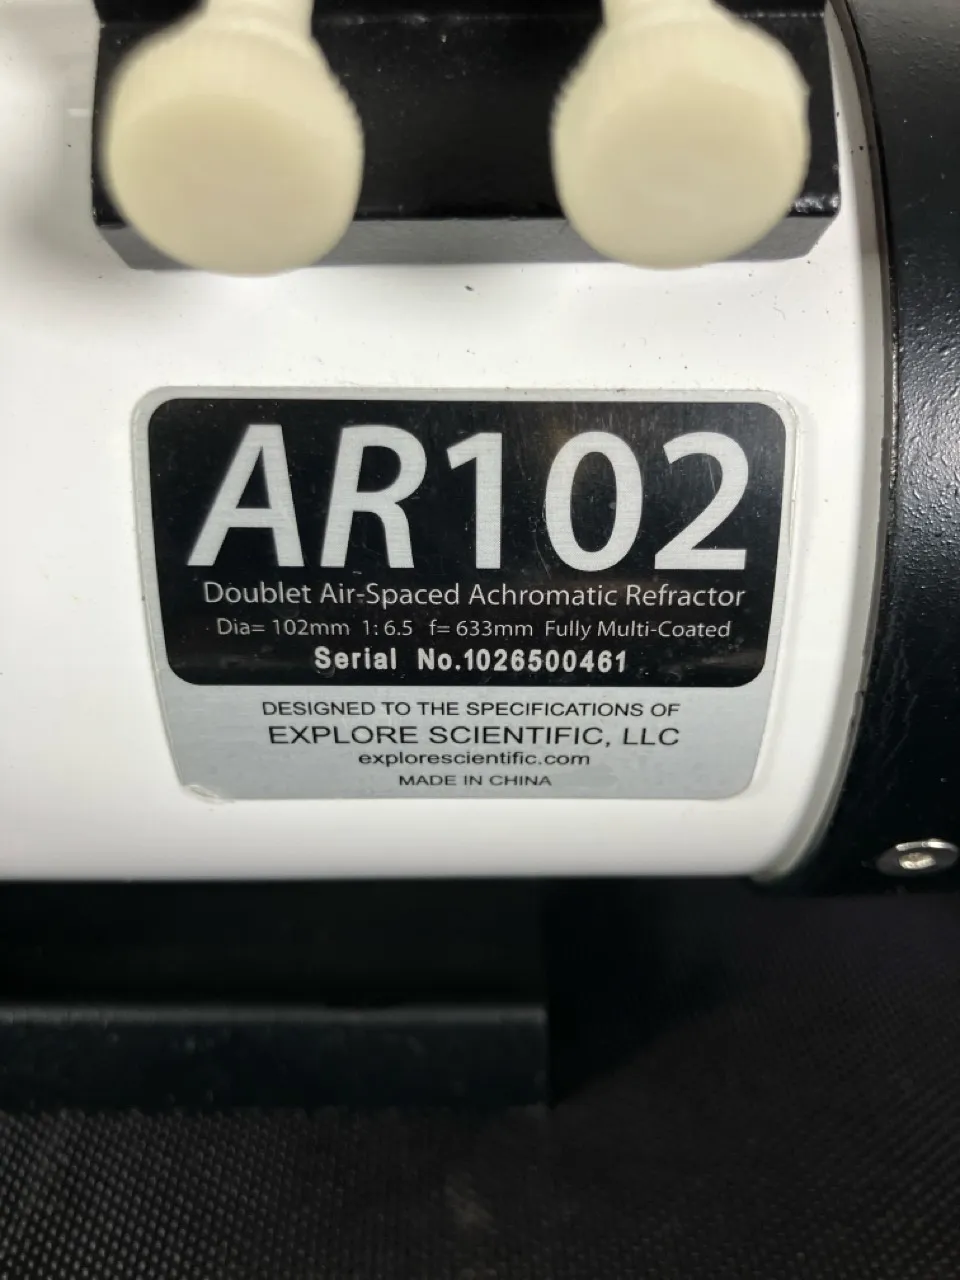 AR102
Doublet Air-Spaced Achromatic Refractor
Dia= 102mm 1: 6.5 f= 633mm Fully Multi-Coated
Serial No.1026500461
DESIGNED TO THE SPECIFICATIONS OF
EXPLORE SCIENTIFIC, LLC
explorescientific.com
MADE IN CHINA